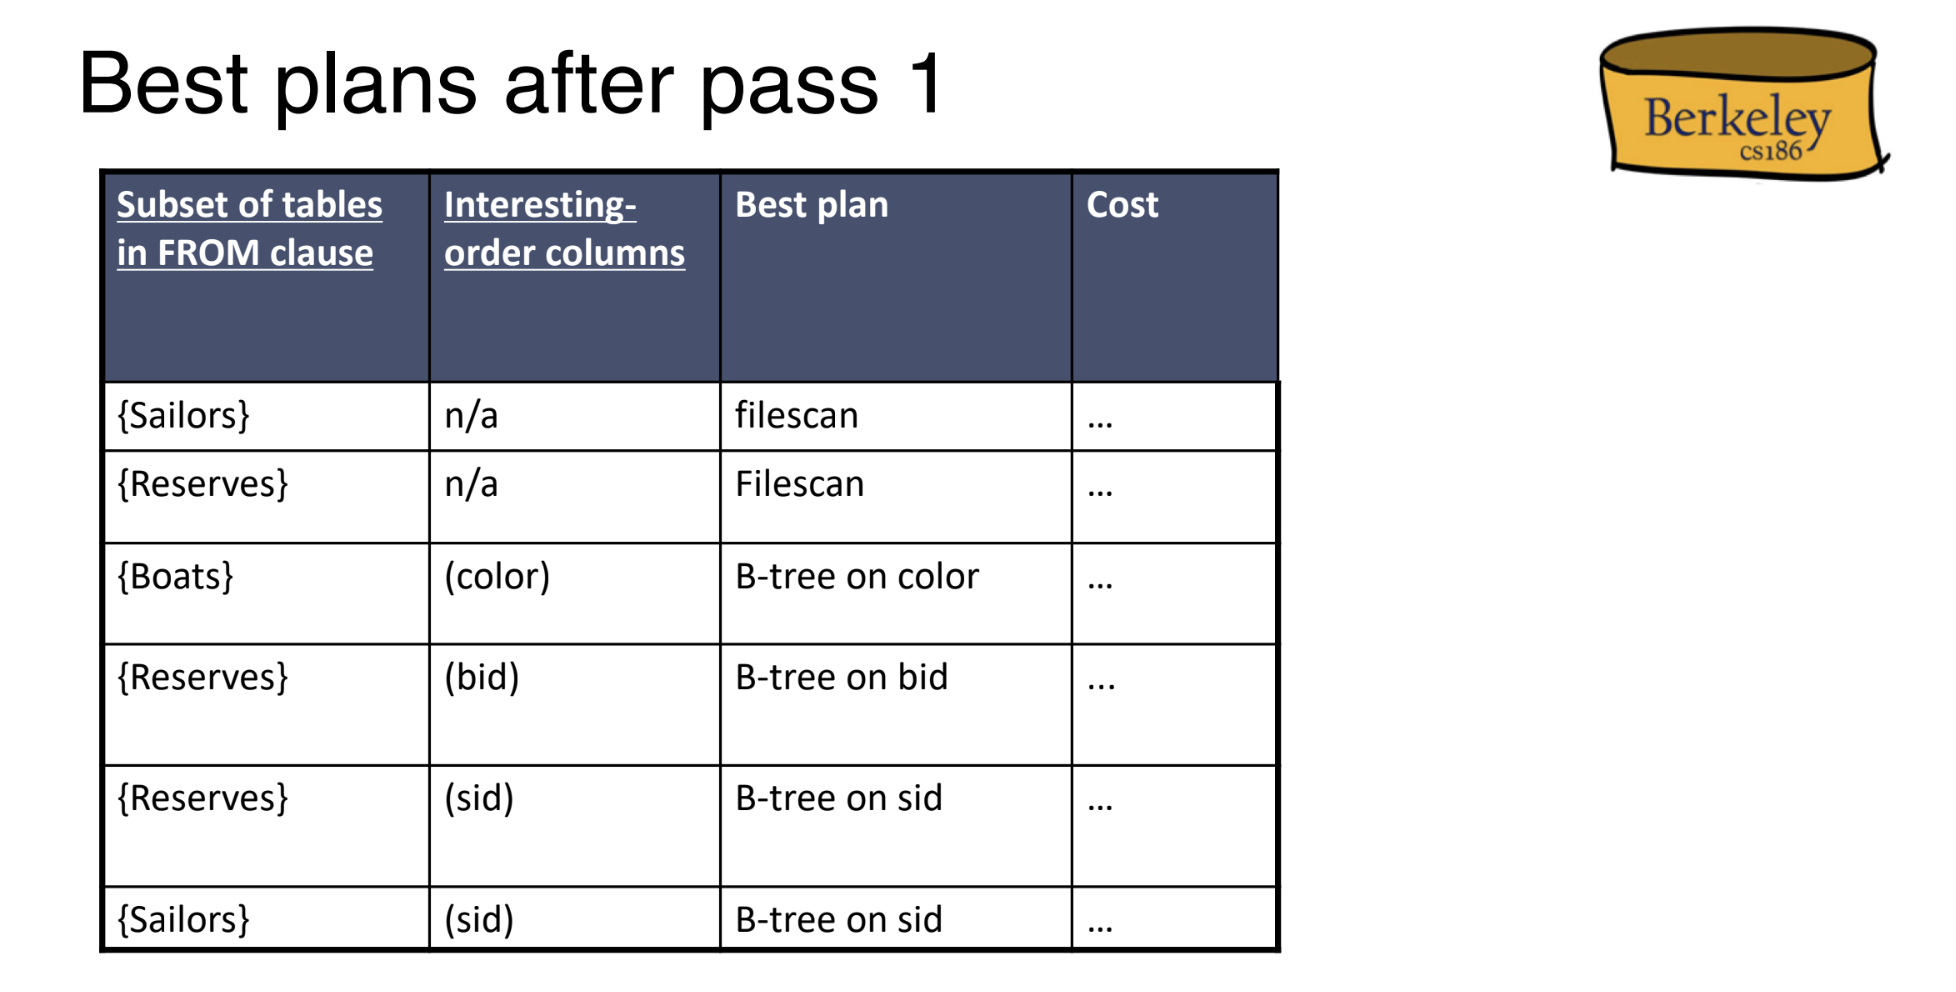 Best plans after pass 1
Berkeley
cs186
Subset of tables
in FROM clause
Interesting-
order columns
Best plan
Cost
{Sailors}
n/a
filescan
...
{Reserves}
n/a
Filescan
...
{Boats}
(color)
B-tree on color
...
{Reserves}
(bid)
B-tree on bid
...
{Reserves}
(sid)
B-tree on sid
...
{Sailors}
(sid)
B-tree on sid
...